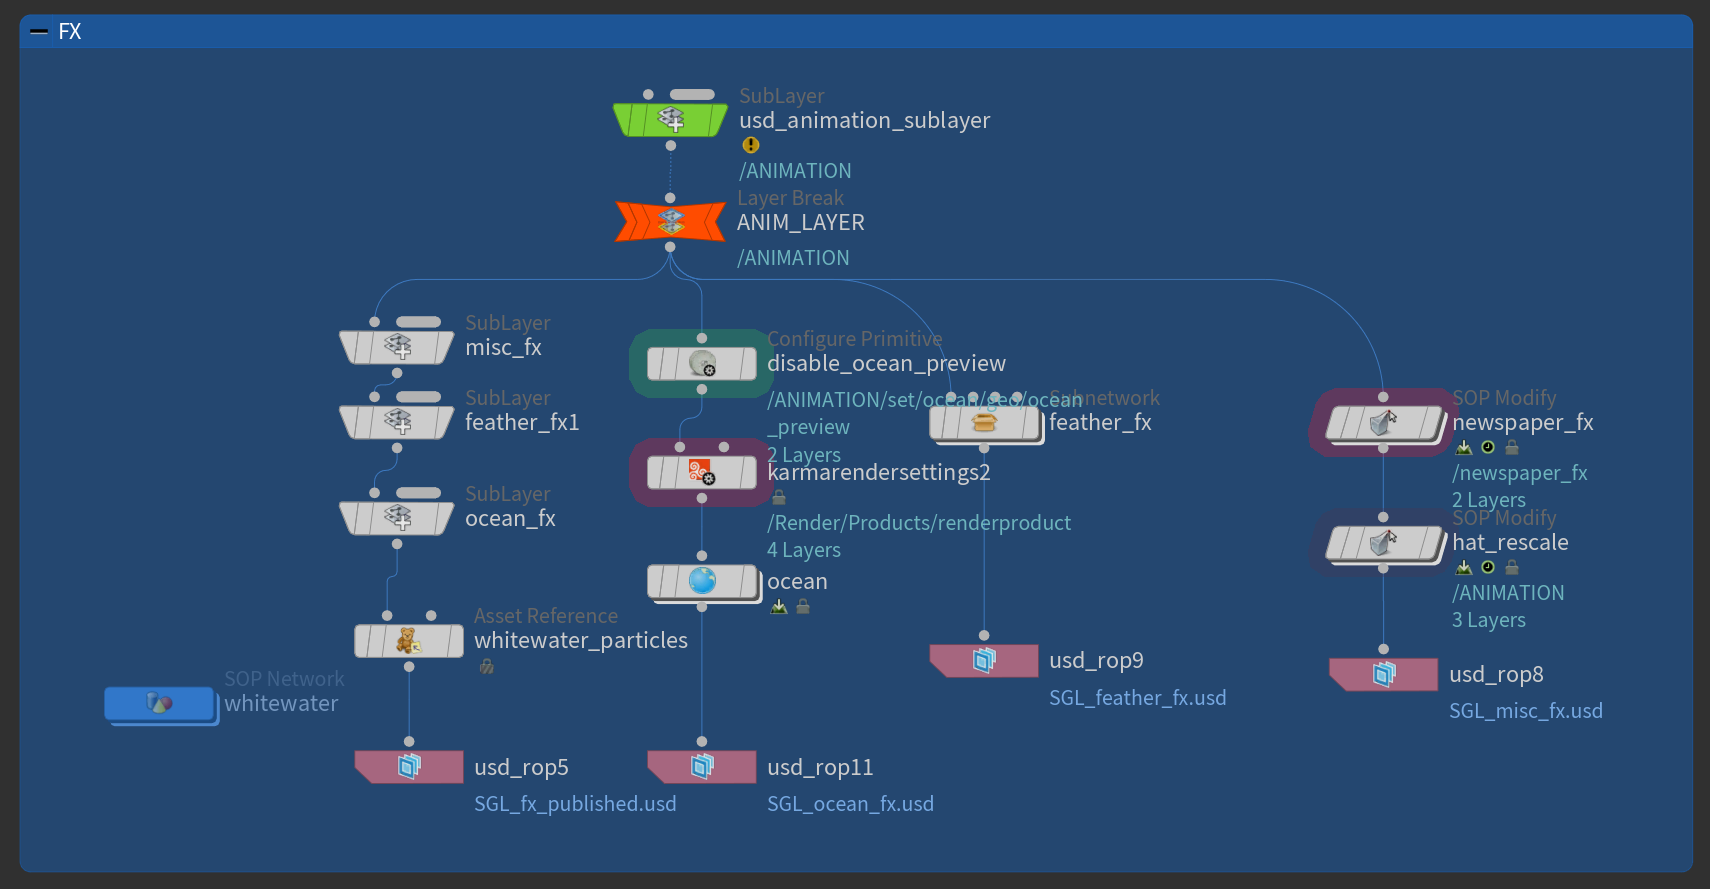 FX
SubLayer
usd_animation_sublayer
/ANIMATION
Layer Break
ANIM_LAYER
/ANIMATION
SubLayer
misc_fx
SubLayer
feather_fx1
SubLayer
ocean_fx
Asset Reference
whitewater_particles
SOP Network
whitewater
usd_rop5
SGL_fx_published.usd
Configure Primitive
disable_ocean_preview
/ANIMATION/set/ocean/geo/ocean
_preview
2 Layers
karmarendersettings2
/Render/Products/renderproduct
4 Layers
ocean
usd_rop11
SGL_ocean_fx.usd
Subnetwork
feather_fx
usd_rop9
SGL_feather_fx.usd
SOP Modify
newspaper_fx
/newspaper_fx
2 Layers
SOP Modify
hat_rescale
/ANIMATION
3 Layers
usd_rop8
SGL_misc_fx.usd